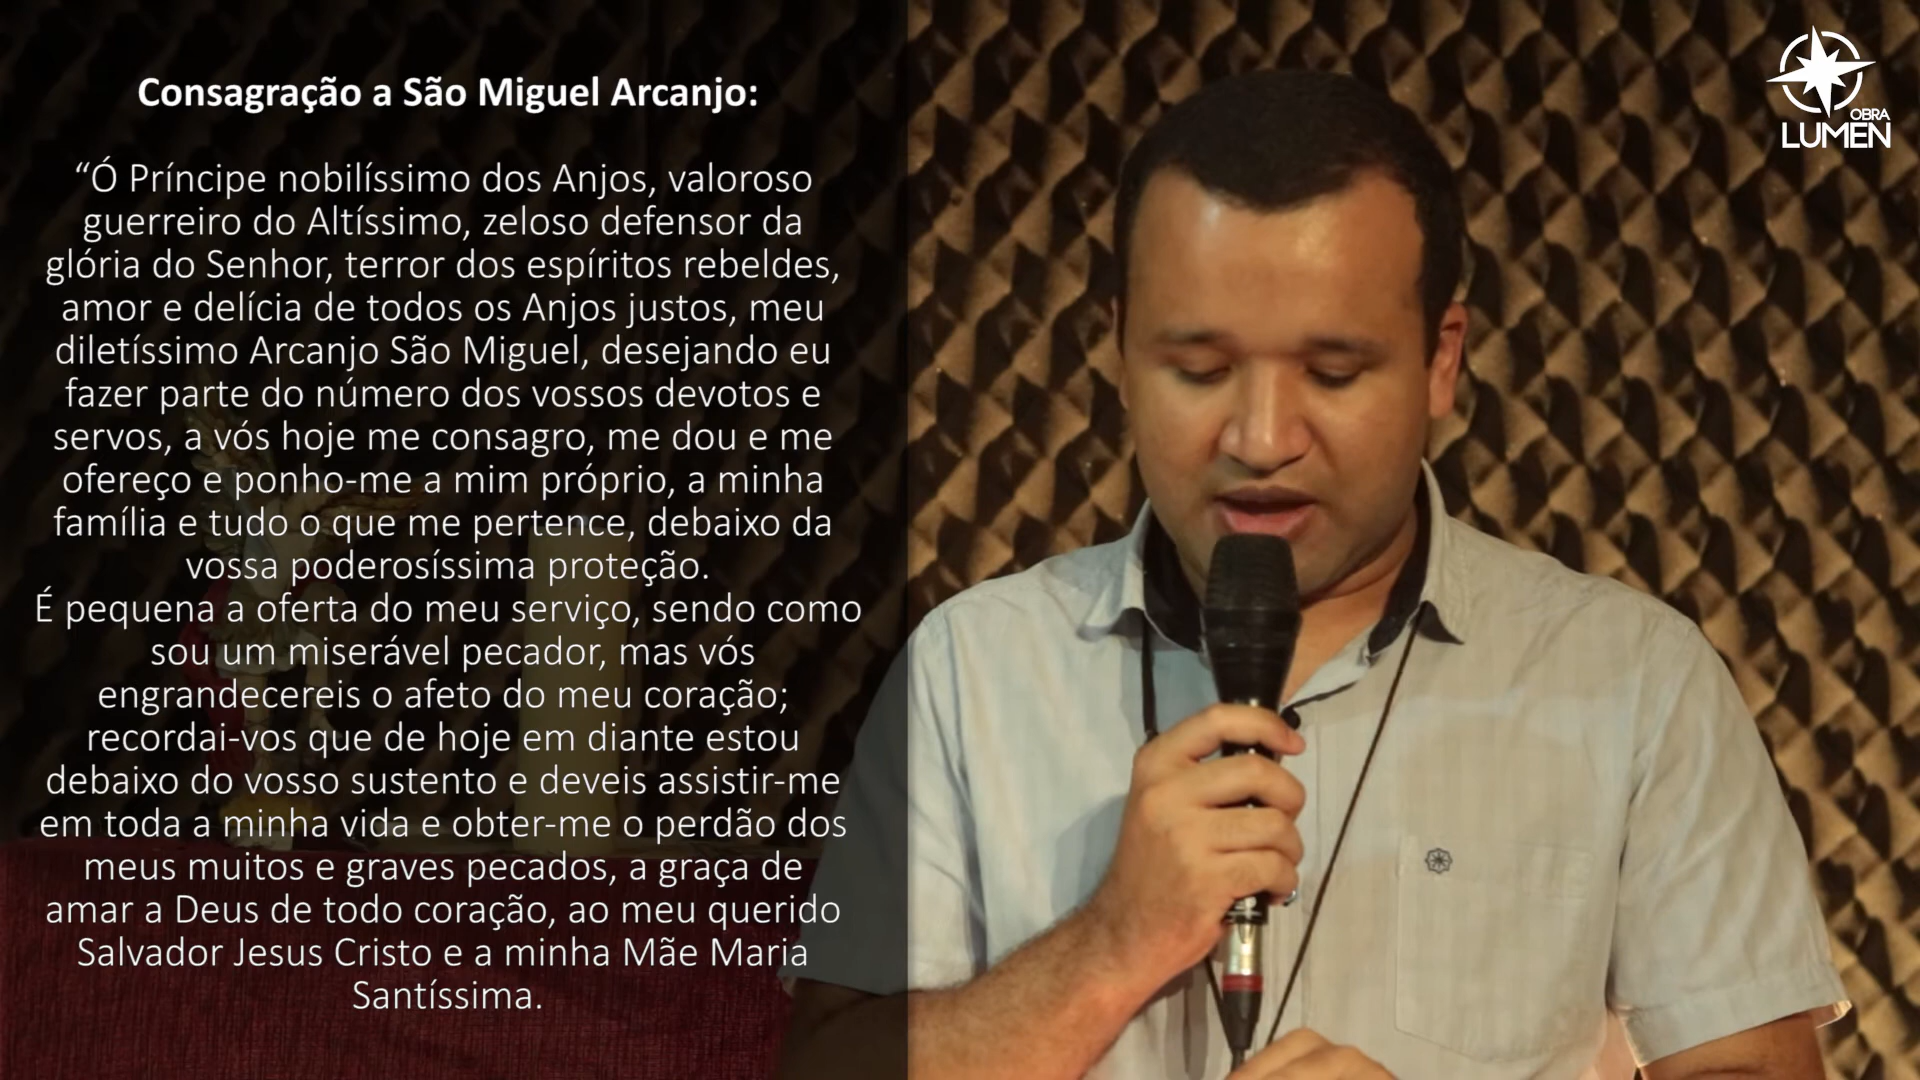 Consagração a São Miguel Arcanjo:
“Ó Príncipe nobilíssimo dos Anjos, valoroso
guerreiro do Altíssimo, zeloso defensor da
glória do Senhor, terror dos espíritos rebeldes,
amor e delícia de todos os Anjos justos, meu
diletíssimo Arcanjo São Miguel, desejando eu
fazer parte do número dos vossos devotos e
servos, a vós hoje me consagro, me dou e me
ofereço e ponho-me a mim próprio, a minha
família e tudo o que me pertence, debaixo da
vossa poderosíssima proteção.
É pequena a oferta do meu serviço, sendo como
sou um miserável pecador, mas vós
engrandecereis o afeto do meu coração;
recordai-vos que de hoje em diante estou
debaixo do vosso sustento e deveis assistir-me
em toda a minha vida e obter-me o perdão dos
meus muitos e graves pecados, a graça de
amar a Deus de todo coração, ao meu querido
Salvador Jesus Cristo e a minha Mãe Maria
Santíssima.
OBRA
LUMEN